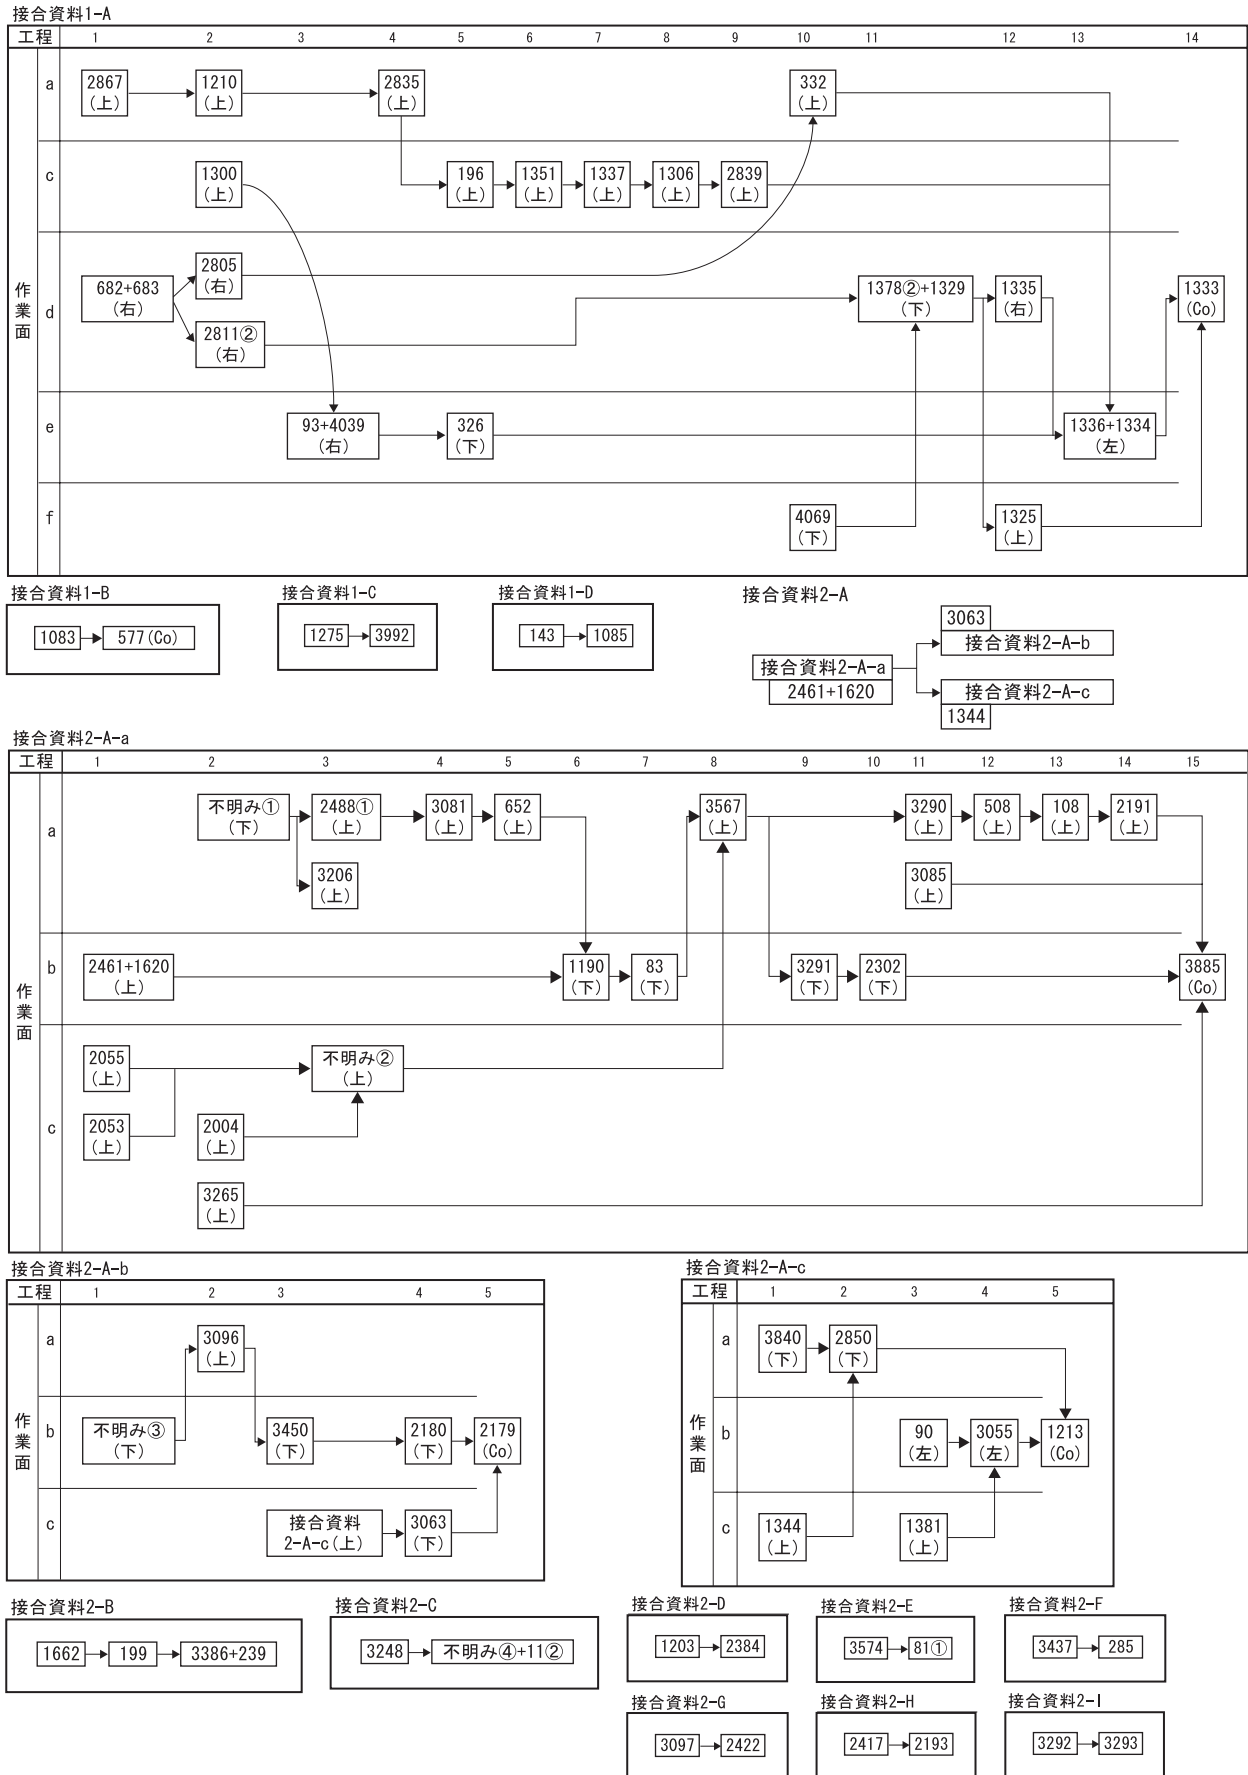 接合資料1-A
工程 1 2 3 4 5 6 7 8 9 10 11 12 13 14
作業面
a
2867
(上)
1210
(上)
2835
(上)
332
(上)
c
1300
(上)
196
(上)
1351
(上)
1337
(上)
1306
(上)
2839
(上)
d
682+683
(右)
2805
(右)
2811②
(右)
1378②+1329
(下)
1335
(右)
1333
(Co)
e
93+4039
(右)
326
(下)
1336+1334
(左)
f
4069
(下)
1325
(上)
接合資料1-B
1083
577(Co)
接合資料1-C
1275
3992
接合資料1-D
143
1085
接合資料2-A
接合資料2-A-a
2461+1620
3063
接合資料2-A-b
接合資料2-A-c
1344
接合資料2-A-a
工程 1 2 3 4 5 6 7 8 9 10 11 12 13 14 15
作業面
a
不明み①
(下)
2488①
(上)
3081
(上)
652
(上)
3567
(上)
3290
(上)
508
(上)
108
(上)
2191
(上)
3206
(上)
3085
(上)
b
2461+1620
(上)
1190
(下)
83
(下)
3291
(下)
2302
(下)
3885
(Co)
c
2055
(上)
不明み②
(上)
2053
(上)
2004
(上)
3265
(上)
接合資料2-A-b
工程 1 2 3 4 5
作業面
a
3096
(上)
b
不明み③
(下)
3450
(下)
2180
(下)
2179
(Co)
c
接合資料
2-A-c(上)
3063
(下)
接合資料2-A-c
工程 1 2 3 4 5
作業面
a
3840
(下)
2850
(下)
b
90
(左)
3055
(左)
1213
(Co)
c
1344
(上)
1381
(上)
接合資料2-B
1662
199
3386+239
接合資料2-C
3248
不明み④+11②
接合資料2-D
1203
2384
接合資料2-E
3574
81①
接合資料2-F
3437
285
接合資料2-G
3097
2422
接合資料2-H
2417
2193
接合資料2-I
3292
3293